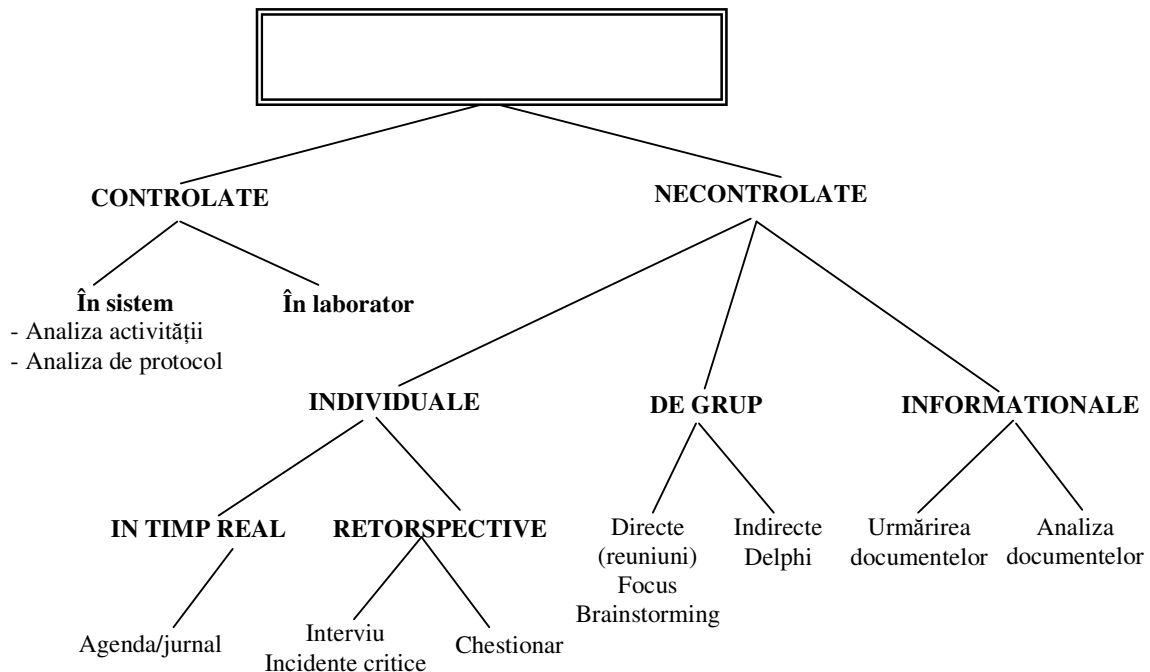 CONTROLATE
NECONTROLATE
În sistem
- Analiza activității
- Analiza de protocol
În laborator
INDIVIDUALE
DE GRUP
INFORMATIONALE
IN TIMP REAL
RETORSPECTIVE
Directe
(reuniuni)
Focus
Brainstorming
Indirecte
Delphi
Urmărirea
documentelor
Analiza
documentelor
Agenda/jurnal
Interviu
Incidente critice
Chestionar